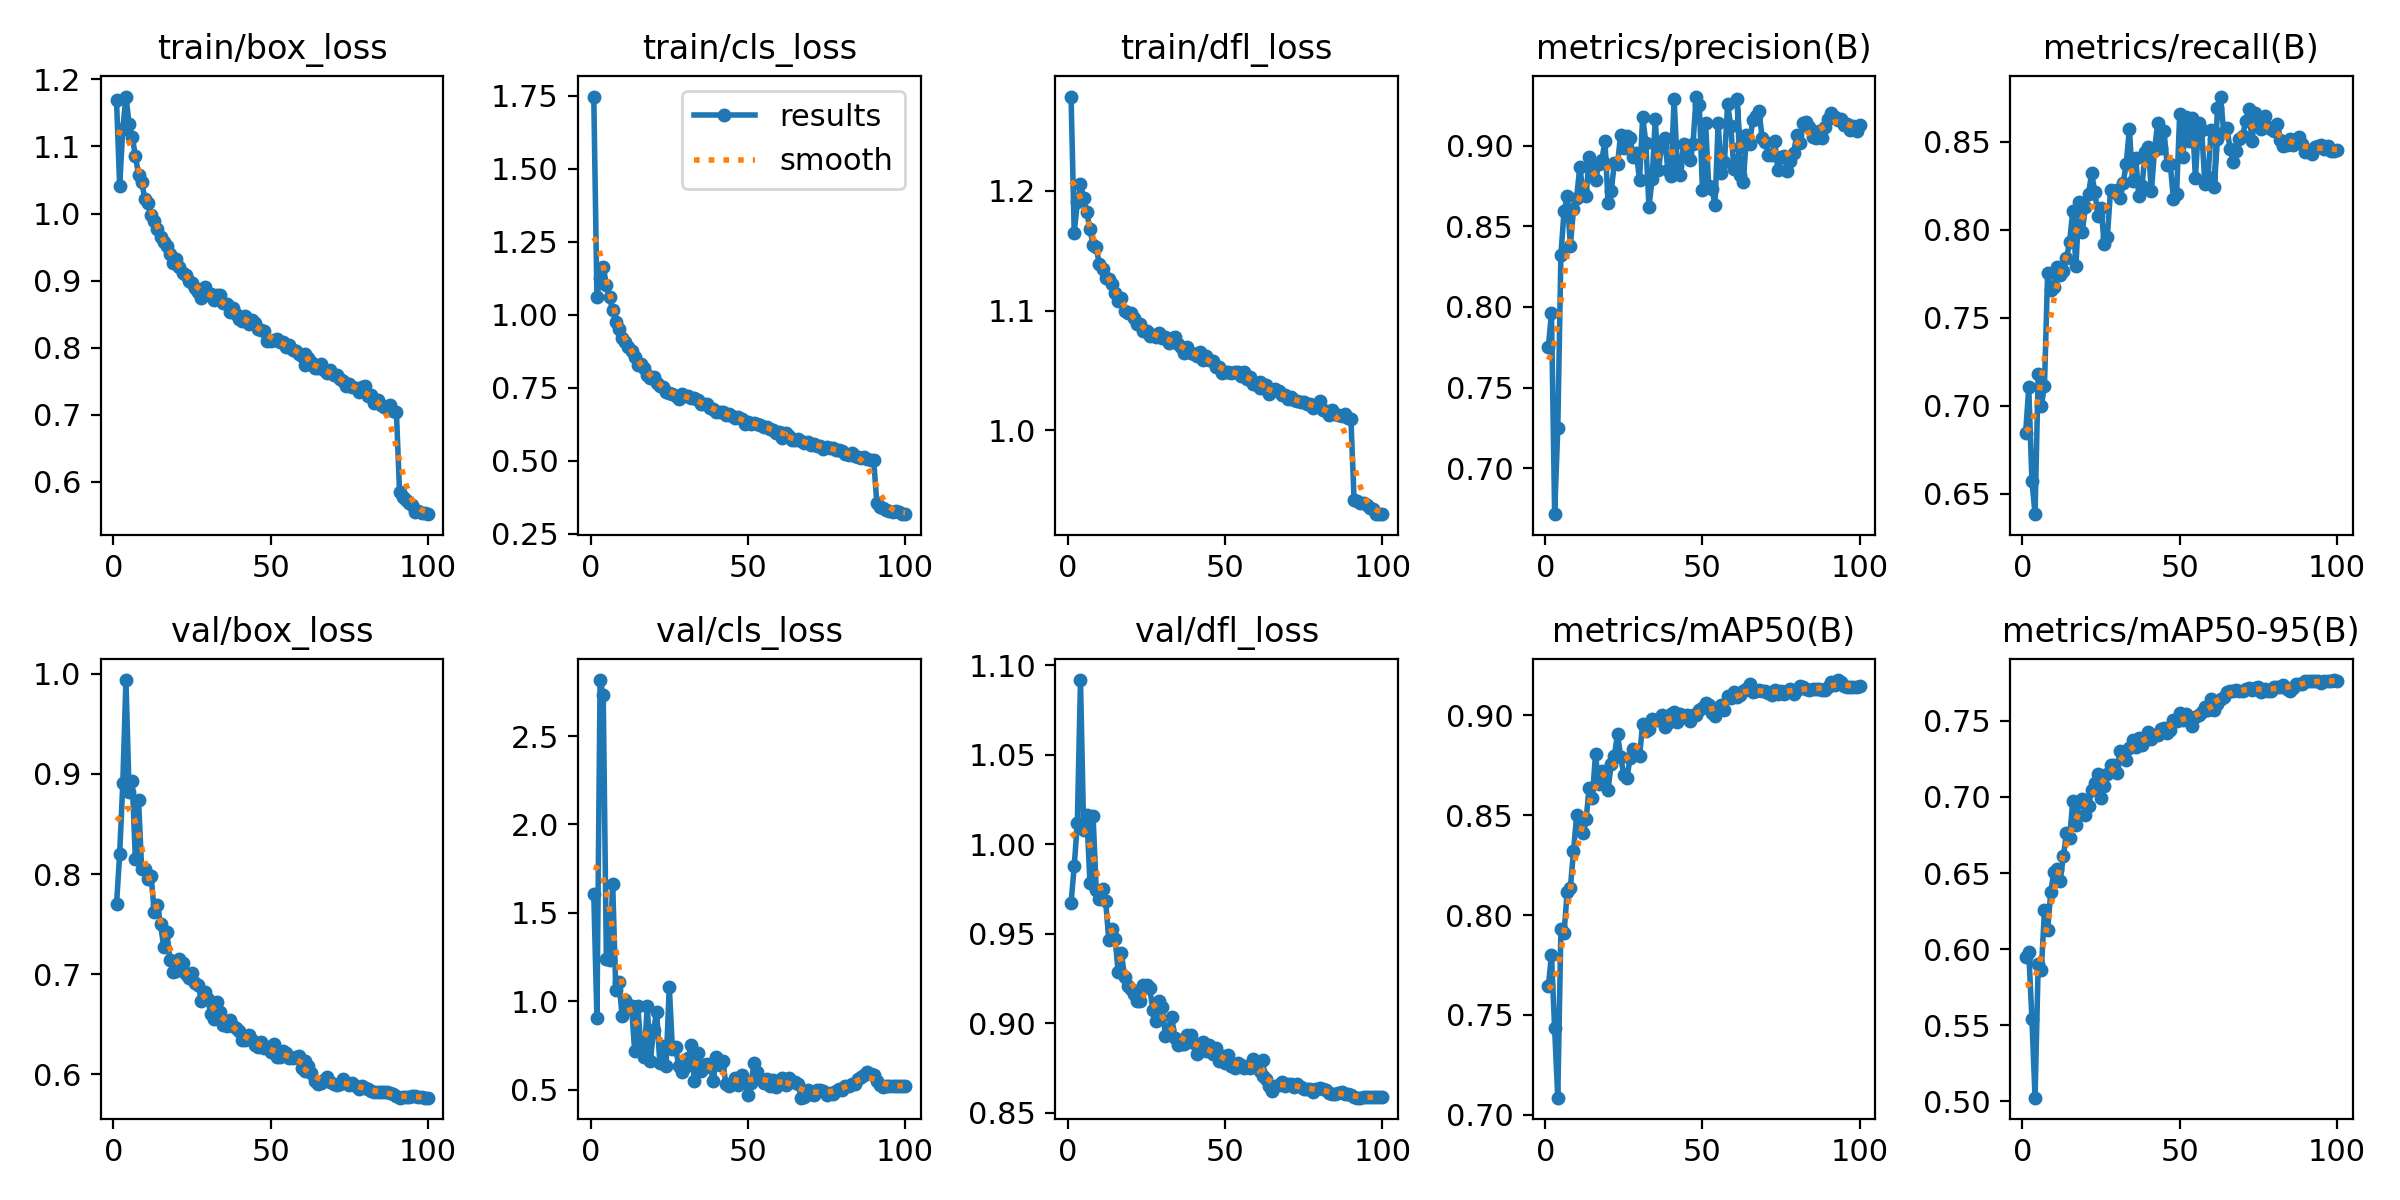 train/box_loss
1.2
1.1
1.0
0.9
0.8
0.7
0.6
0 50 100
train/cls_loss
results
smooth
1.75
1.50
1.25
1.00
0.75
0.50
0.25
0 50 100
train/dfl_loss
1.2
1.1
1.0
0 50 100
metrics/precision(B)
0.90
0.85
0.80
0.75
0.70
0 50 100
metrics/recall(B)
0.85
0.80
0.75
0.70
0.65
0 50 100
val/box_loss
1.0
0.9
0.8
0.7
0.6
0 50 100
val/cls_loss
2.5
2.0
1.5
1.0
0.5
0 50 100
val/dfl_loss
1.10
1.05
1.00
0.95
0.90
0.85
0 50 100
metrics/mAP50(B)
0.90
0.85
0.80
0.75
0.70
0 50 100
metrics/mAP50-95(B)
0.75
0.70
0.65
0.60
0.55
0.50
0 50 100